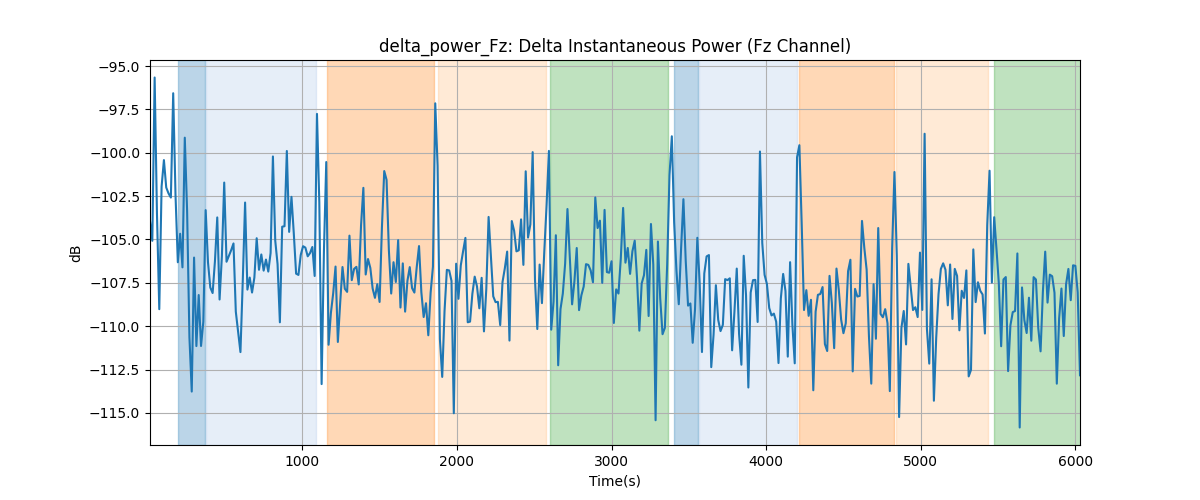 delta_power_Fz: Delta Instantaneous Power (Fz Channel)
−95.0
−97.5
−100.0
−102.5
−105.0
−107.5
−110.0
−112.5
−115.0
dB
1000 2000 3000 4000 5000 6000
Time(s)